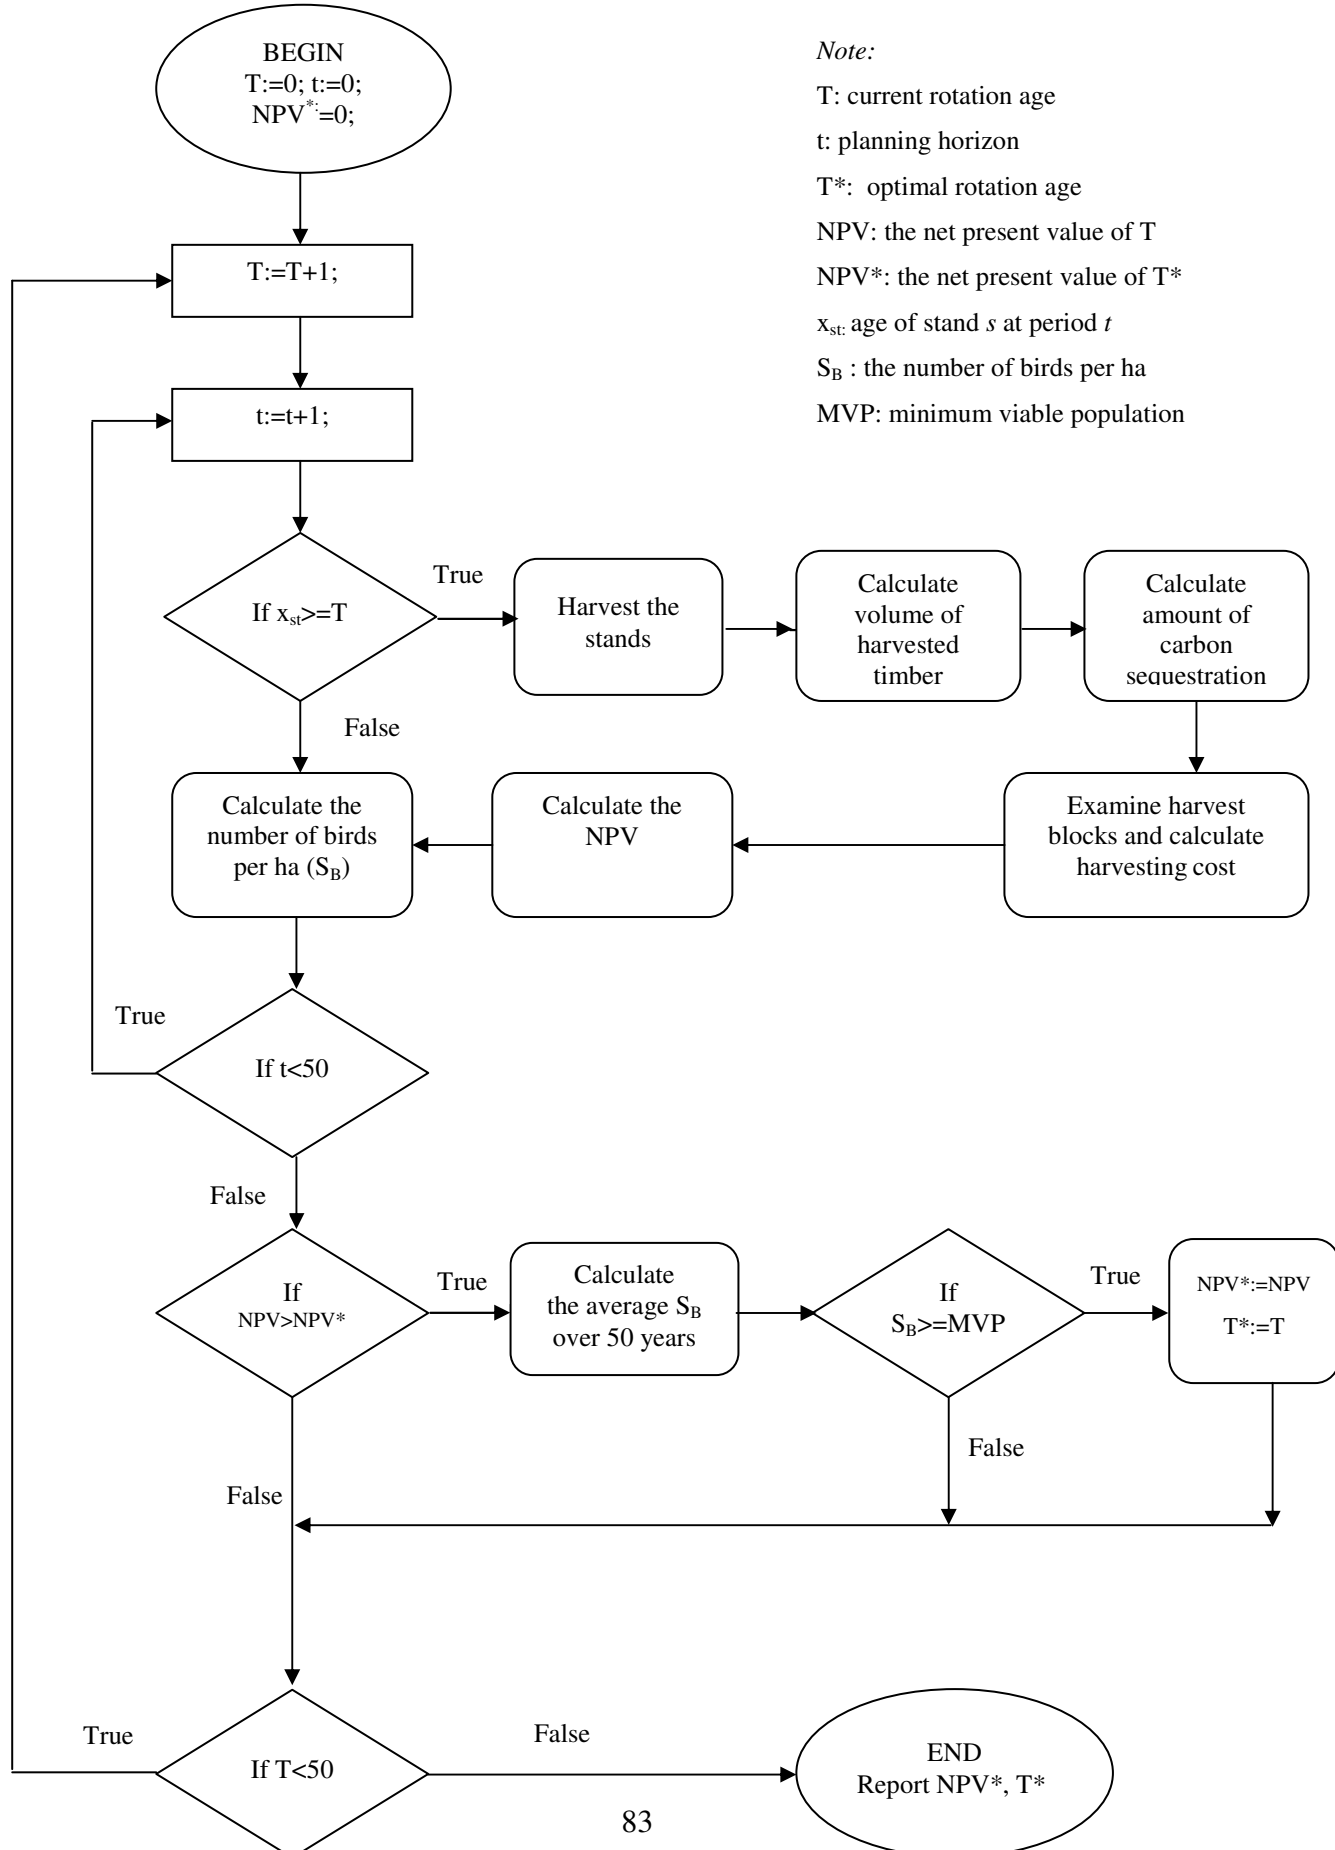 BEGIN
T:=0; t:=0;
NPV*:=0;
Note:
T: current rotation age
t: planning horizon
T*: optimal rotation age
NPV: the net present value of T
NPV*: the net present value of T*
xst: age of stand s at period t
SB : the number of birds per ha
MVP: minimum viable population
T:=T+1;
t:=t+1;
If xst>=T
True
Harvest the
stands
Calculate
volume of
harvested
timber
Calculate
amount of
carbon
sequestration
False
Calculate the
number of birds
per ha (SB)
Calculate the
NPV
Examine harvest
blocks and calculate
harvesting cost
True
If t<50
False
If
NPV>NPV*
True
Calculate
the average SB
over 50 years
If
SB>=MVP
True
NPV*:=NPV
T*:=T
False
False
True
If T<50
False
END
Report NPV*, T*
83